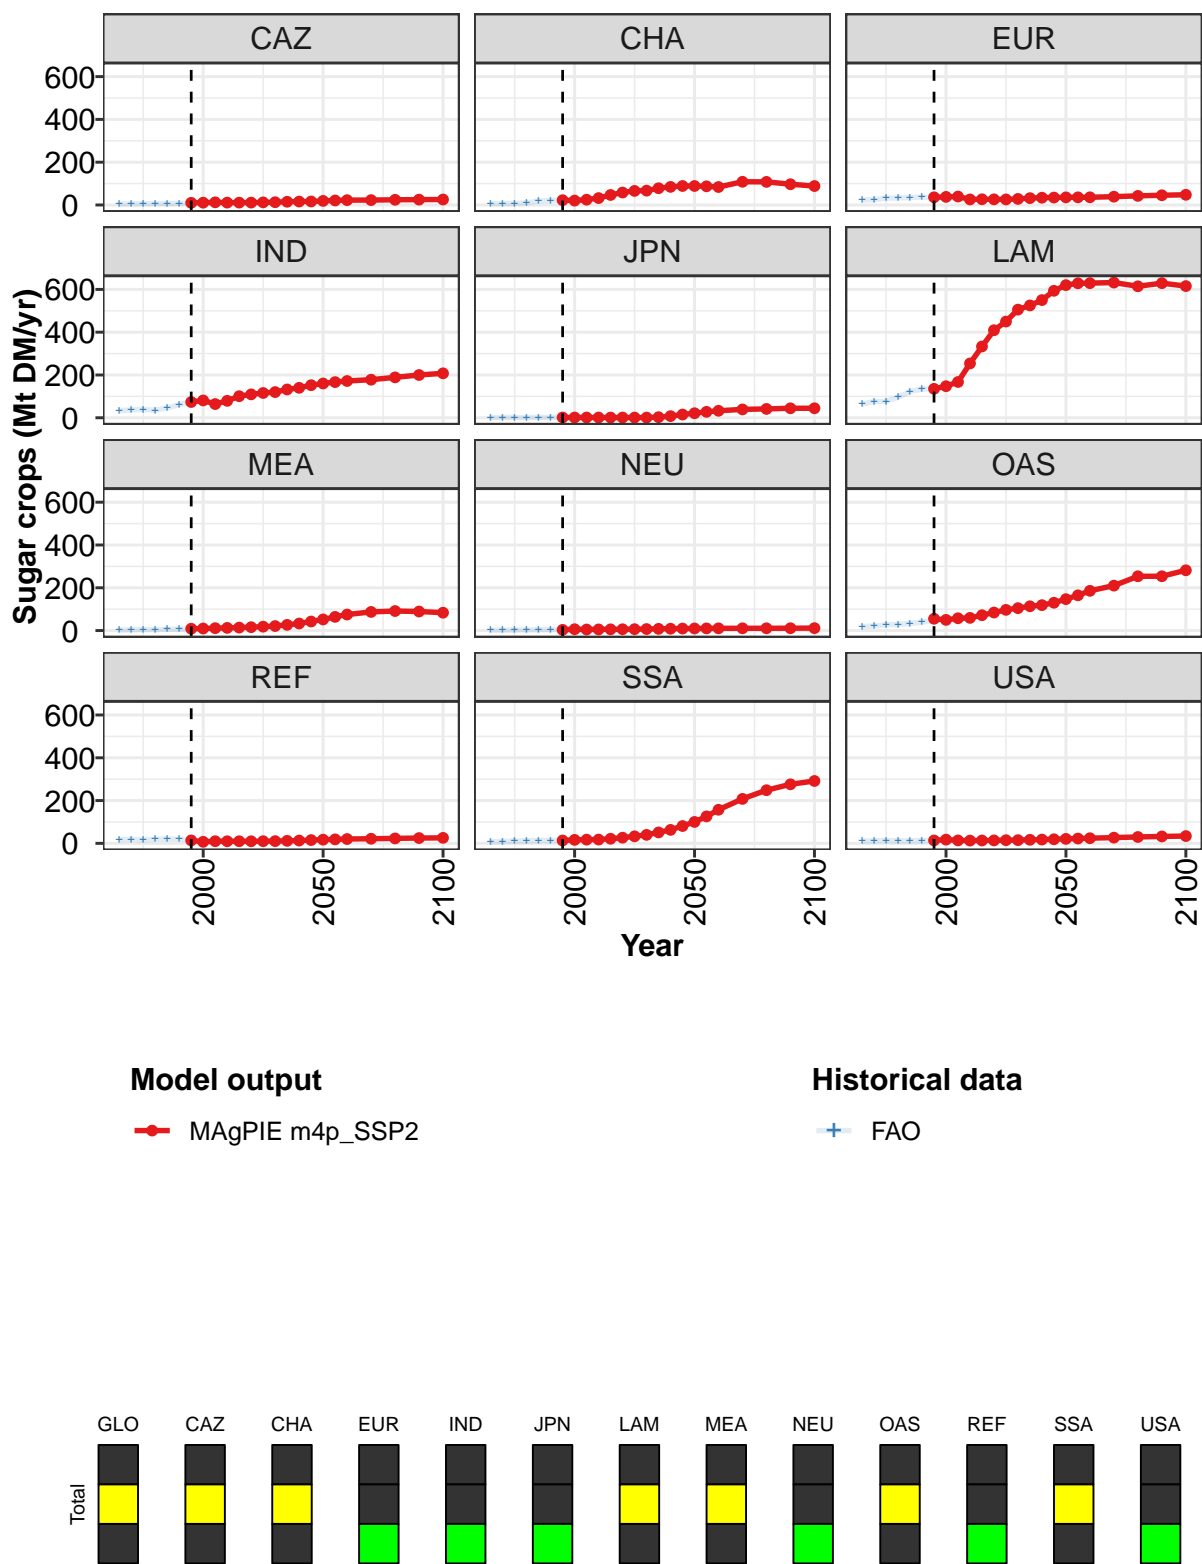 CAZ CHA EUR
600
400
200
0
IND JPN LAM
600
400
200
0
MEA NEU OAS
600
400
200
0
REF SSA USA
600
400
200
0
Sugar crops (Mt DM/yr)
2000 2050 2100 2000 2050 2100 2000 2050 2100
Year
Model output Historical data
MAgPIE m4p_SSP2 FAO
GLO CAZ CHA EUR IND JPN LAM MEA NEU OAS REF SSA USA
Total